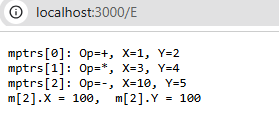 localhost:3000/E
mptrs[0]: Op=+, X=1, Y=2
mptrs[1]: Op=*, X=3, Y=4
mptrs[2]: Op=-, X=10, Y=5
m[2].X = 100,  m[2].Y = 100